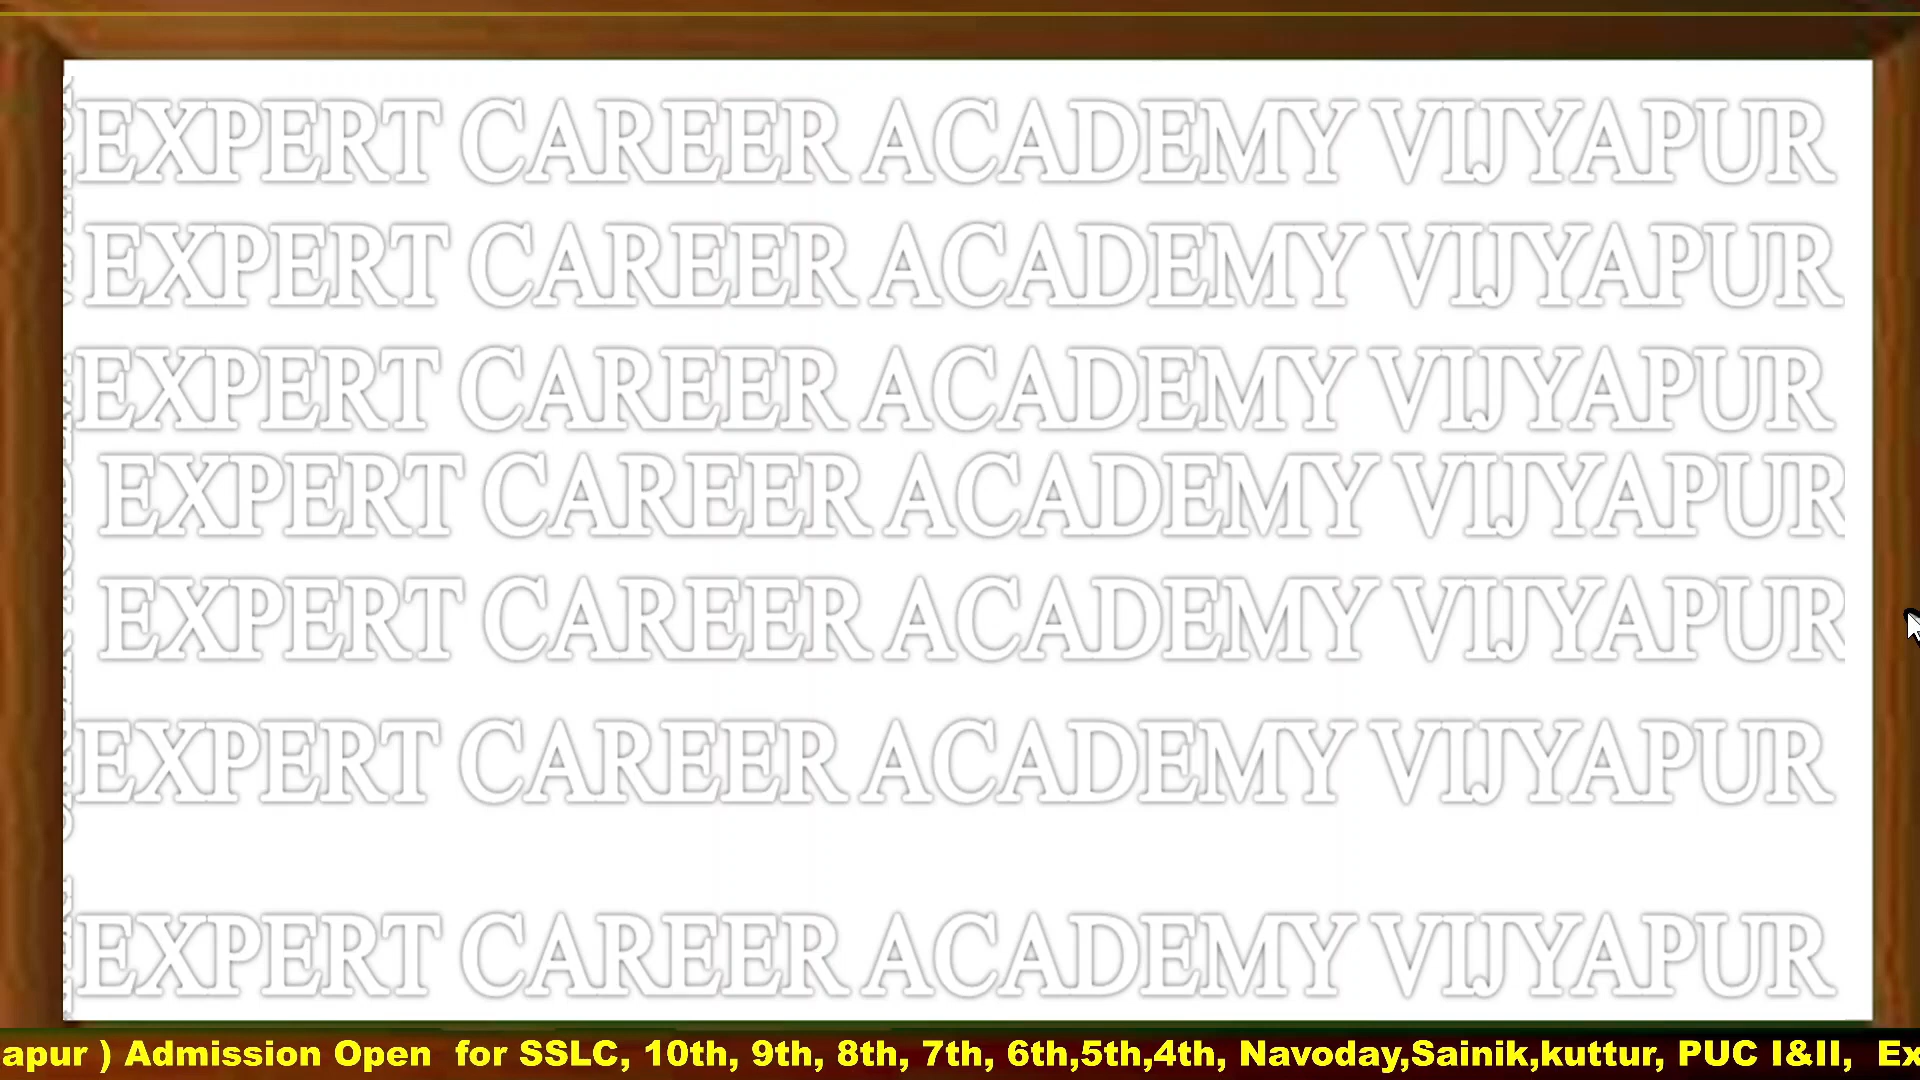 EXPERT CAREER ACADEMY VIJYAPUR
EXPERT CAREER ACADEMY VIJYAPUR
EXPERT CAREER ACADEMY VIJYAPUR
EXPERT CAREER ACADEMY VIJYAPUR
EXPERT CAREER ACADEMY VIJYAPUR
EXPERT CAREER ACADEMY VIJYAPUR
EXPERT CAREER ACADEMY VIJYAPUR
apur ) Admission Open for SSLC, 10th, 9th, 8th, 7th, 6th,5th,4th, Navoday,Sainik,kuttur, PUC I&II, Ex